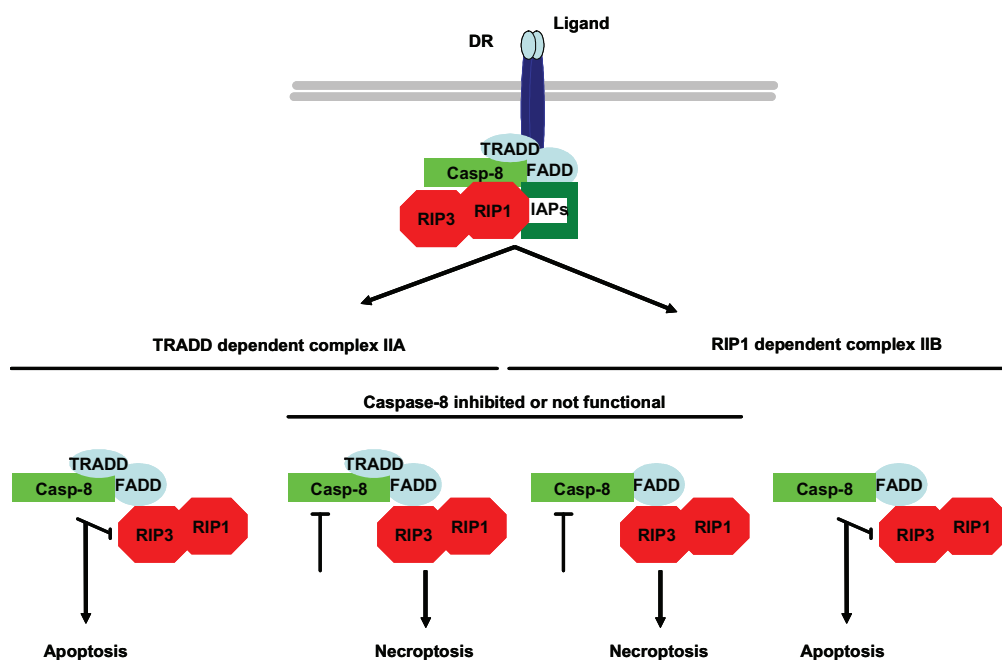 Ligand
DR
TRADD
Casp-8
FADD
RIP3
RIP1
IAPs
TRADD dependent complex IIA
RIP1 dependent complex IIB
Caspase-8 inhibited or not functional
TRADD
Casp-8
FADD
RIP3
RIP1
TRADD
Casp-8
FADD
RIP3
RIP1
Casp-8
FADD
RIP3
RIP1
Casp-8
FADD
RIP3
RIP1
Apoptosis
Necroptosis
Necroptosis
Apoptosis